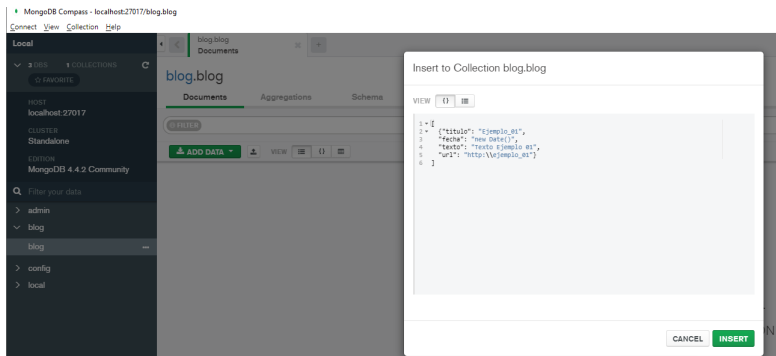 MongoDB Compass - localhost:27017/blog.blog
Connect View Collection Help
Local
3 DBS 1 COLLECTIONS
FAVORITE
HOST
localhost:27017
CLUSTER
Standalone
EDITION
MongoDB 4.4.2 Community
Filter your data
admin
blog
blog
config
local
blog.blog
Documents
blog.blog
Documents Aggregations Schema
FILTER
ADD DATA VIEW {}
Insert to Collection blog.blog
VIEW {}
1 [
2 {"titulo": "Ejemplo_01",
3 "fecha": "new Date()",
4 "texto": "Texto Ejemplo 01",
5 "url": "http:\\ejemplo_01"}
6 ]
CANCEL INSERT